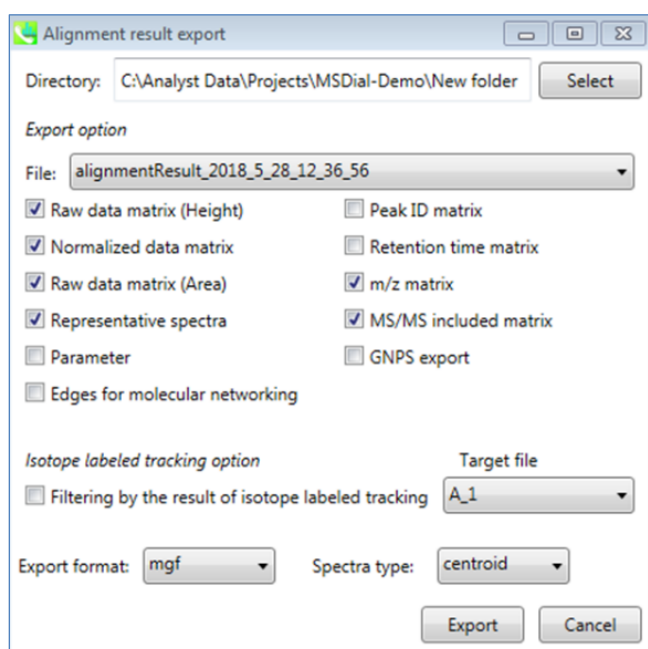 Alignment result export
Directory: C:\Analyst Data\Projects\MSDial-Demo\New folder Select
Export option
File: alignmentResult_2018_5_28_12_36_56
Raw data matrix (Height) Peak ID matrix
Normalized data matrix Retention time matrix
Raw data matrix (Area) m/z matrix
Representative spectra MS/MS included matrix
Parameter GNPS export
Edges for molecular networking
Isotope labeled tracking option Target file
Filtering by the result of isotope labeled tracking A_1
Export format: mgf Spectra type: centroid
Export Cancel